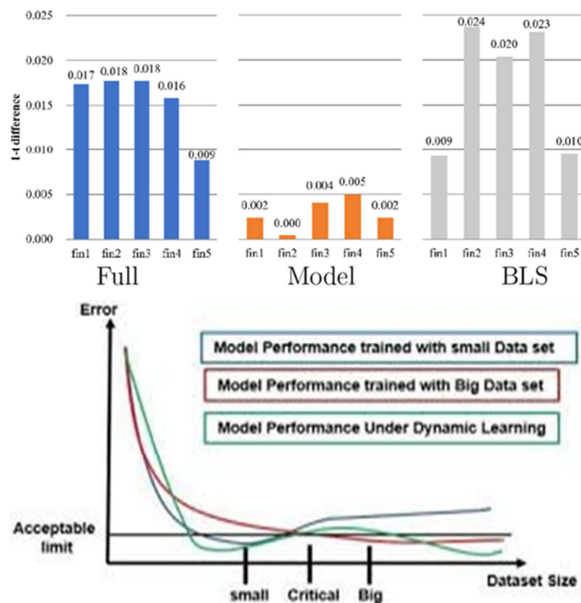 0.025
0.020
0.015
0.010
0.005
0.000
1-t difference
0.017
0.018
0.018
0.016
0.009
fin1 fin2 fin3 fin4 fin5
Full
0.002
0.000
0.004
0.005
0.002
fin1 fin2 fin3 fin4 fin5
Model
0.009
0.024
0.020
0.023
0.010
fin1 fin2 fin3 fin4 fin5
BLS
Error
Model Performance trained with small Data set
Model Performance trained with Big Data set
Model Performance Under Dynamic Learning
Acceptable
limit
small Critical Big
Dataset Size